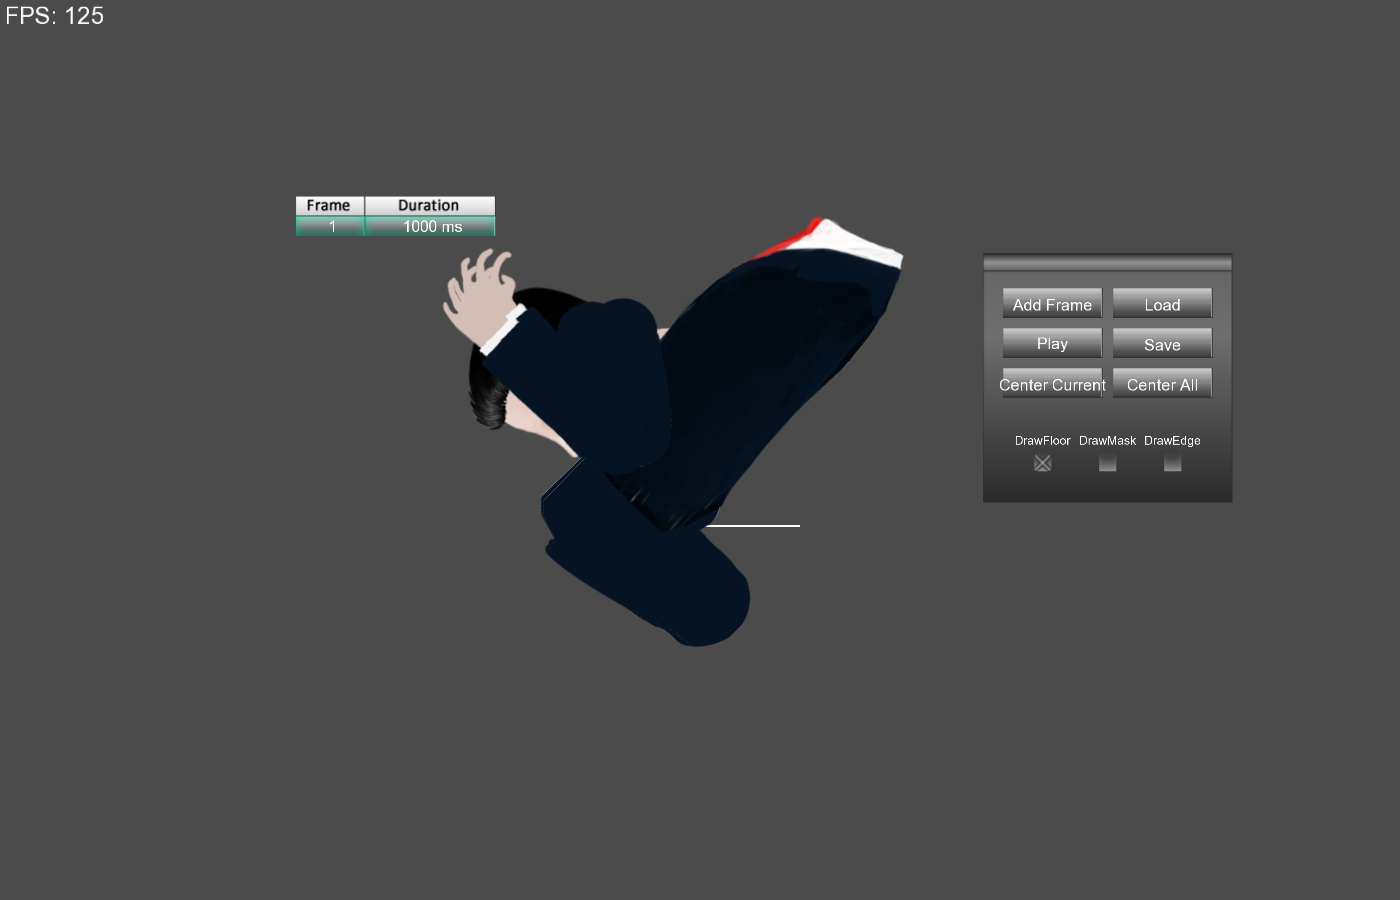 FPS: 125
Frame Duration
1 1000 ms
Add Frame Load
Play Save
Center Current Center All
DrawFloor DrawMask DrawEdge